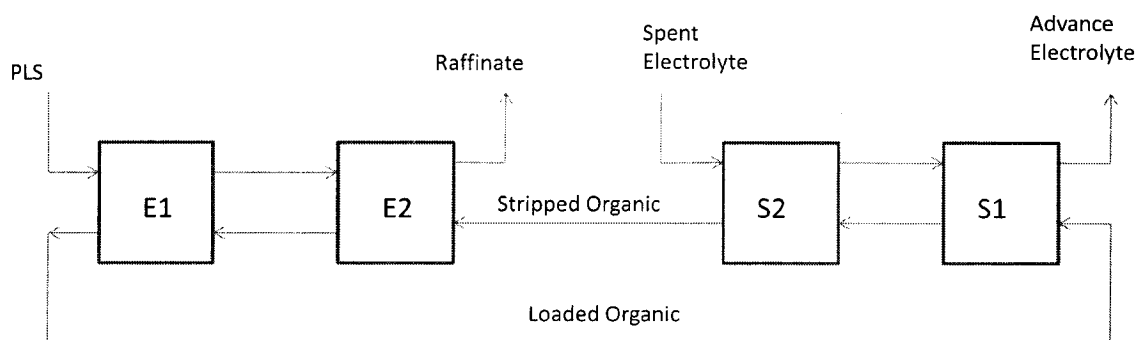 PLS
Raffinate
Spent
Electrolyte
Advance
Electrolyte
E1
E2
Stripped Organic
S2
S1
Loaded Organic